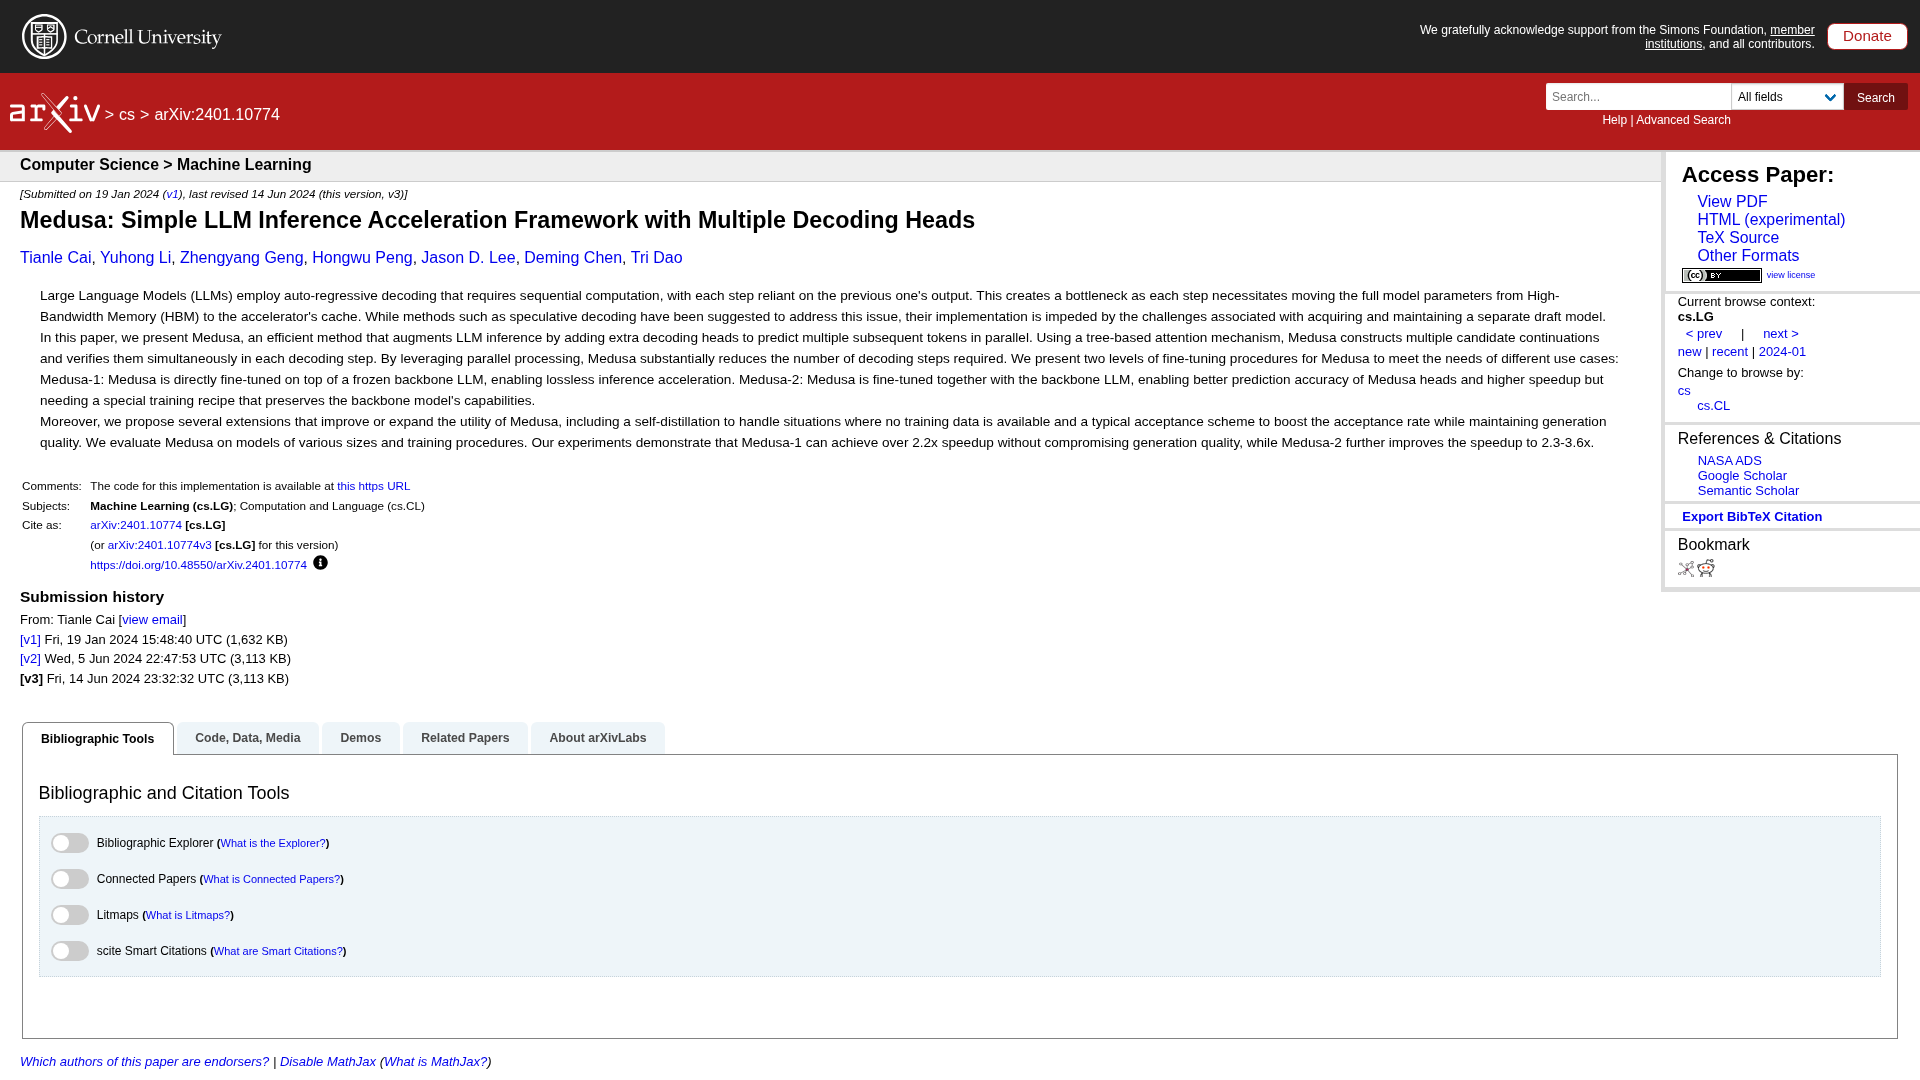 Cornell University
We gratefully acknowledge support from the Simons Foundation, member
institutions, and all contributors.
Donate
arXiv > cs > arXiv:2401.10774
Search...
All fields
Search
Help | Advanced Search
Computer Science > Machine Learning
[Submitted on 19 Jan 2024 (v1), last revised 14 Jun 2024 (this version, v3)]
Medusa: Simple LLM Inference Acceleration Framework with Multiple Decoding Heads
Tianle Cai, Yuhong Li, Zhengyang Geng, Hongwu Peng, Jason D. Lee, Deming Chen, Tri Dao
Large Language Models (LLMs) employ auto-regressive decoding that requires sequential computation, with each step reliant on the previous one's output. This creates a bottleneck as each step necessitates moving the full model parameters from High-
Bandwidth Memory (HBM) to the accelerator's cache. While methods such as speculative decoding have been suggested to address this issue, their implementation is impeded by the challenges associated with acquiring and maintaining a separate draft model.
In this paper, we present Medusa, an efficient method that augments LLM inference by adding extra decoding heads to predict multiple subsequent tokens in parallel. Using a tree-based attention mechanism, Medusa constructs multiple candidate continuations
and verifies them simultaneously in each decoding step. By leveraging parallel processing, Medusa substantially reduces the number of decoding steps required. We present two levels of fine-tuning procedures for Medusa to meet the needs of different use cases:
Medusa-1: Medusa is directly fine-tuned on top of a frozen backbone LLM, enabling lossless inference acceleration. Medusa-2: Medusa is fine-tuned together with the backbone LLM, enabling better prediction accuracy of Medusa heads and higher speedup but
needing a special training recipe that preserves the backbone model's capabilities.
Moreover, we propose several extensions that improve or expand the utility of Medusa, including a self-distillation to handle situations where no training data is available and a typical acceptance scheme to boost the acceptance rate while maintaining generation
quality. We evaluate Medusa on models of various sizes and training procedures. Our experiments demonstrate that Medusa-1 can achieve over 2.2x speedup without compromising generation quality, while Medusa-2 further improves the speedup to 2.3-3.6x.
Comments: The code for this implementation is available at this https URL
Subjects: Machine Learning (cs.LG); Computation and Language (cs.CL)
Cite as: arXiv:2401.10774 [cs.LG]
(or arXiv:2401.10774v3 [cs.LG] for this version)
https://doi.org/10.48550/arXiv.2401.10774
Submission history
From: Tianle Cai [view email]
[v1] Fri, 19 Jan 2024 15:48:40 UTC (1,632 KB)
[v2] Wed, 5 Jun 2024 22:47:53 UTC (3,113 KB)
[v3] Fri, 14 Jun 2024 23:32:32 UTC (3,113 KB)
Access Paper:
View PDF
HTML (experimental)
TeX Source
Other Formats
(cc) BY view license
Current browse context:
cs.LG
< prev | next >
new | recent | 2024-01
Change to browse by:
cs
cs.CL
References & Citations
NASA ADS
Google Scholar
Semantic Scholar
Export BibTeX Citation
Bookmark
Bibliographic Tools
Code, Data, Media
Demos
Related Papers
About arXivLabs
Bibliographic and Citation Tools
Bibliographic Explorer (What is the Explorer?)
Connected Papers (What is Connected Papers?)
Litmaps (What is Litmaps?)
scite Smart Citations (What are Smart Citations?)
Which authors of this paper are endorsers? | Disable MathJax (What is MathJax?)